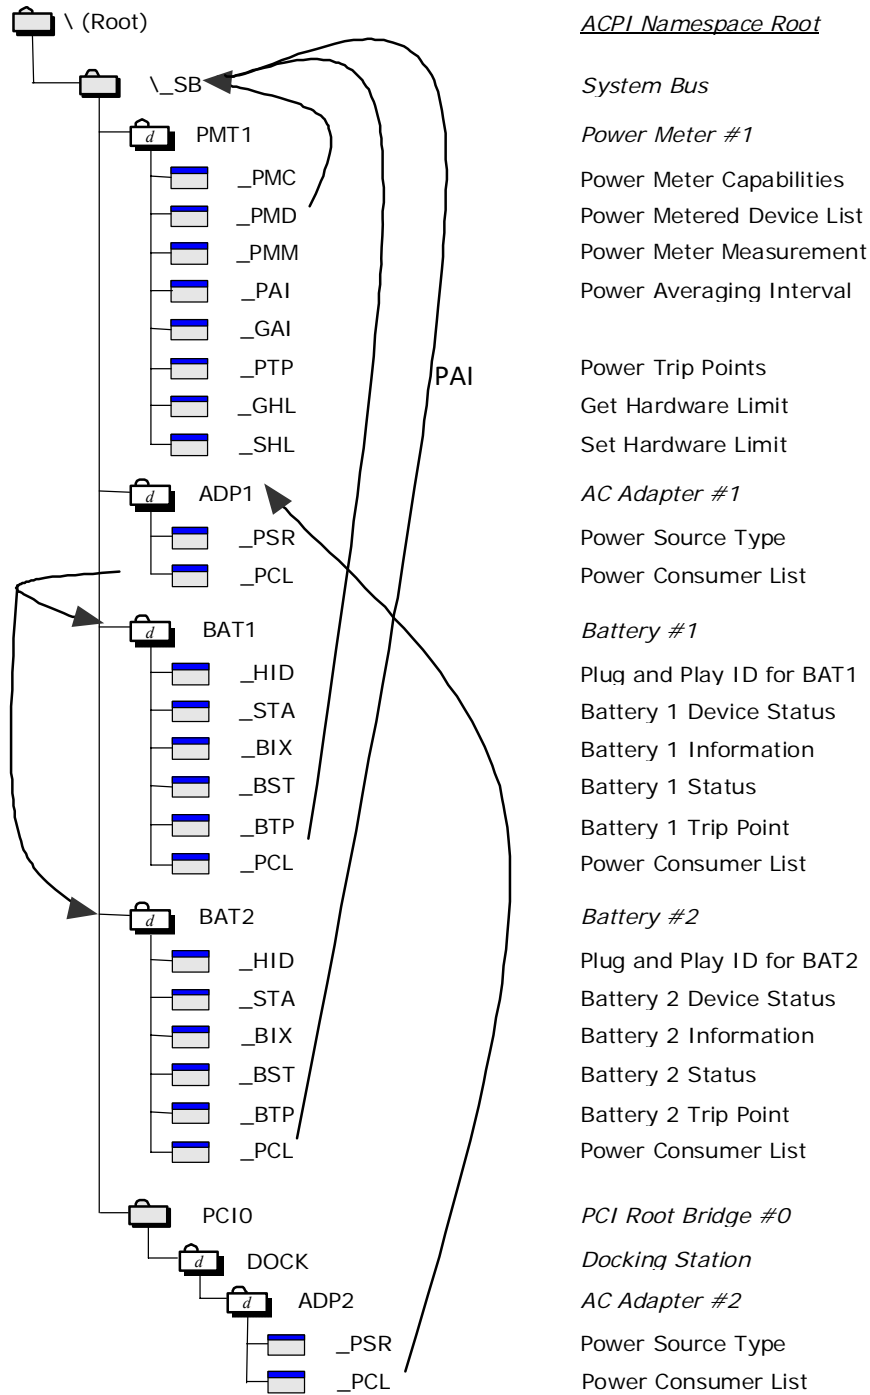 \ (Root) ACPI Namespace Root
\_SB System Bus
PMT1 Power Meter #1
_PMC Power Meter Capabilities
_PMD Power Metered Device List
_PMM Power Meter Measurement
_PAI Power Averaging Interval
_GAI
_PTP PAI Power Trip Points
_GHL Get Hardware Limit
_SHL Set Hardware Limit
ADP1 AC Adapter #1
_PSR Power Source Type
_PCL Power Consumer List
BAT1 Battery #1
_HID Plug and Play ID for BAT1
_STA Battery 1 Device Status
_BIX Battery 1 Information
_BST Battery 1 Status
_BTP Battery 1 Trip Point
_PCL Power Consumer List
BAT2 Battery #2
_HID Plug and Play ID for BAT2
_STA Battery 2 Device Status
_BIX Battery 2 Information
_BST Battery 2 Status
_BTP Battery 2 Trip Point
_PCL Power Consumer List
PCI0 PCI Root Bridge #0
d DOCK Docking Station
d ADP2 AC Adapter #2
_PSR Power Source Type
_PCL Power Consumer List